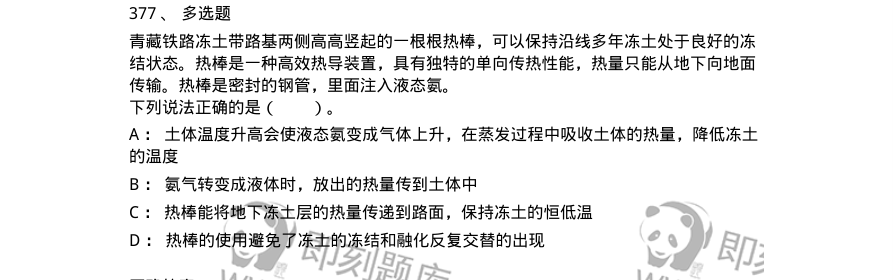 377 、 多选题
青藏铁路冻土带路基两侧高高竖起的一根根热棒，可以保持沿线多年冻土处于良好的冻
结状态。热棒是一种高效热导装置，具有独特的单向传热性能，热量只能从地下向地面
传输。热棒是密封的钢管，里面注入液态氨。
下列说法正确的是（　　）。
A ： 土体温度升高会使液态氨变成气体上升，在蒸发过程中吸收土体的热量，降低冻土
的温度
B ： 氨气转变成液体时，放出的热量传到土体中
C ： 热棒能将地下冻土层的热量传递到路面，保持冻土的恒低温
D ： 热棒的使用避免了冻土的冻结和融化反复交替的出现
即刻题库
即刻